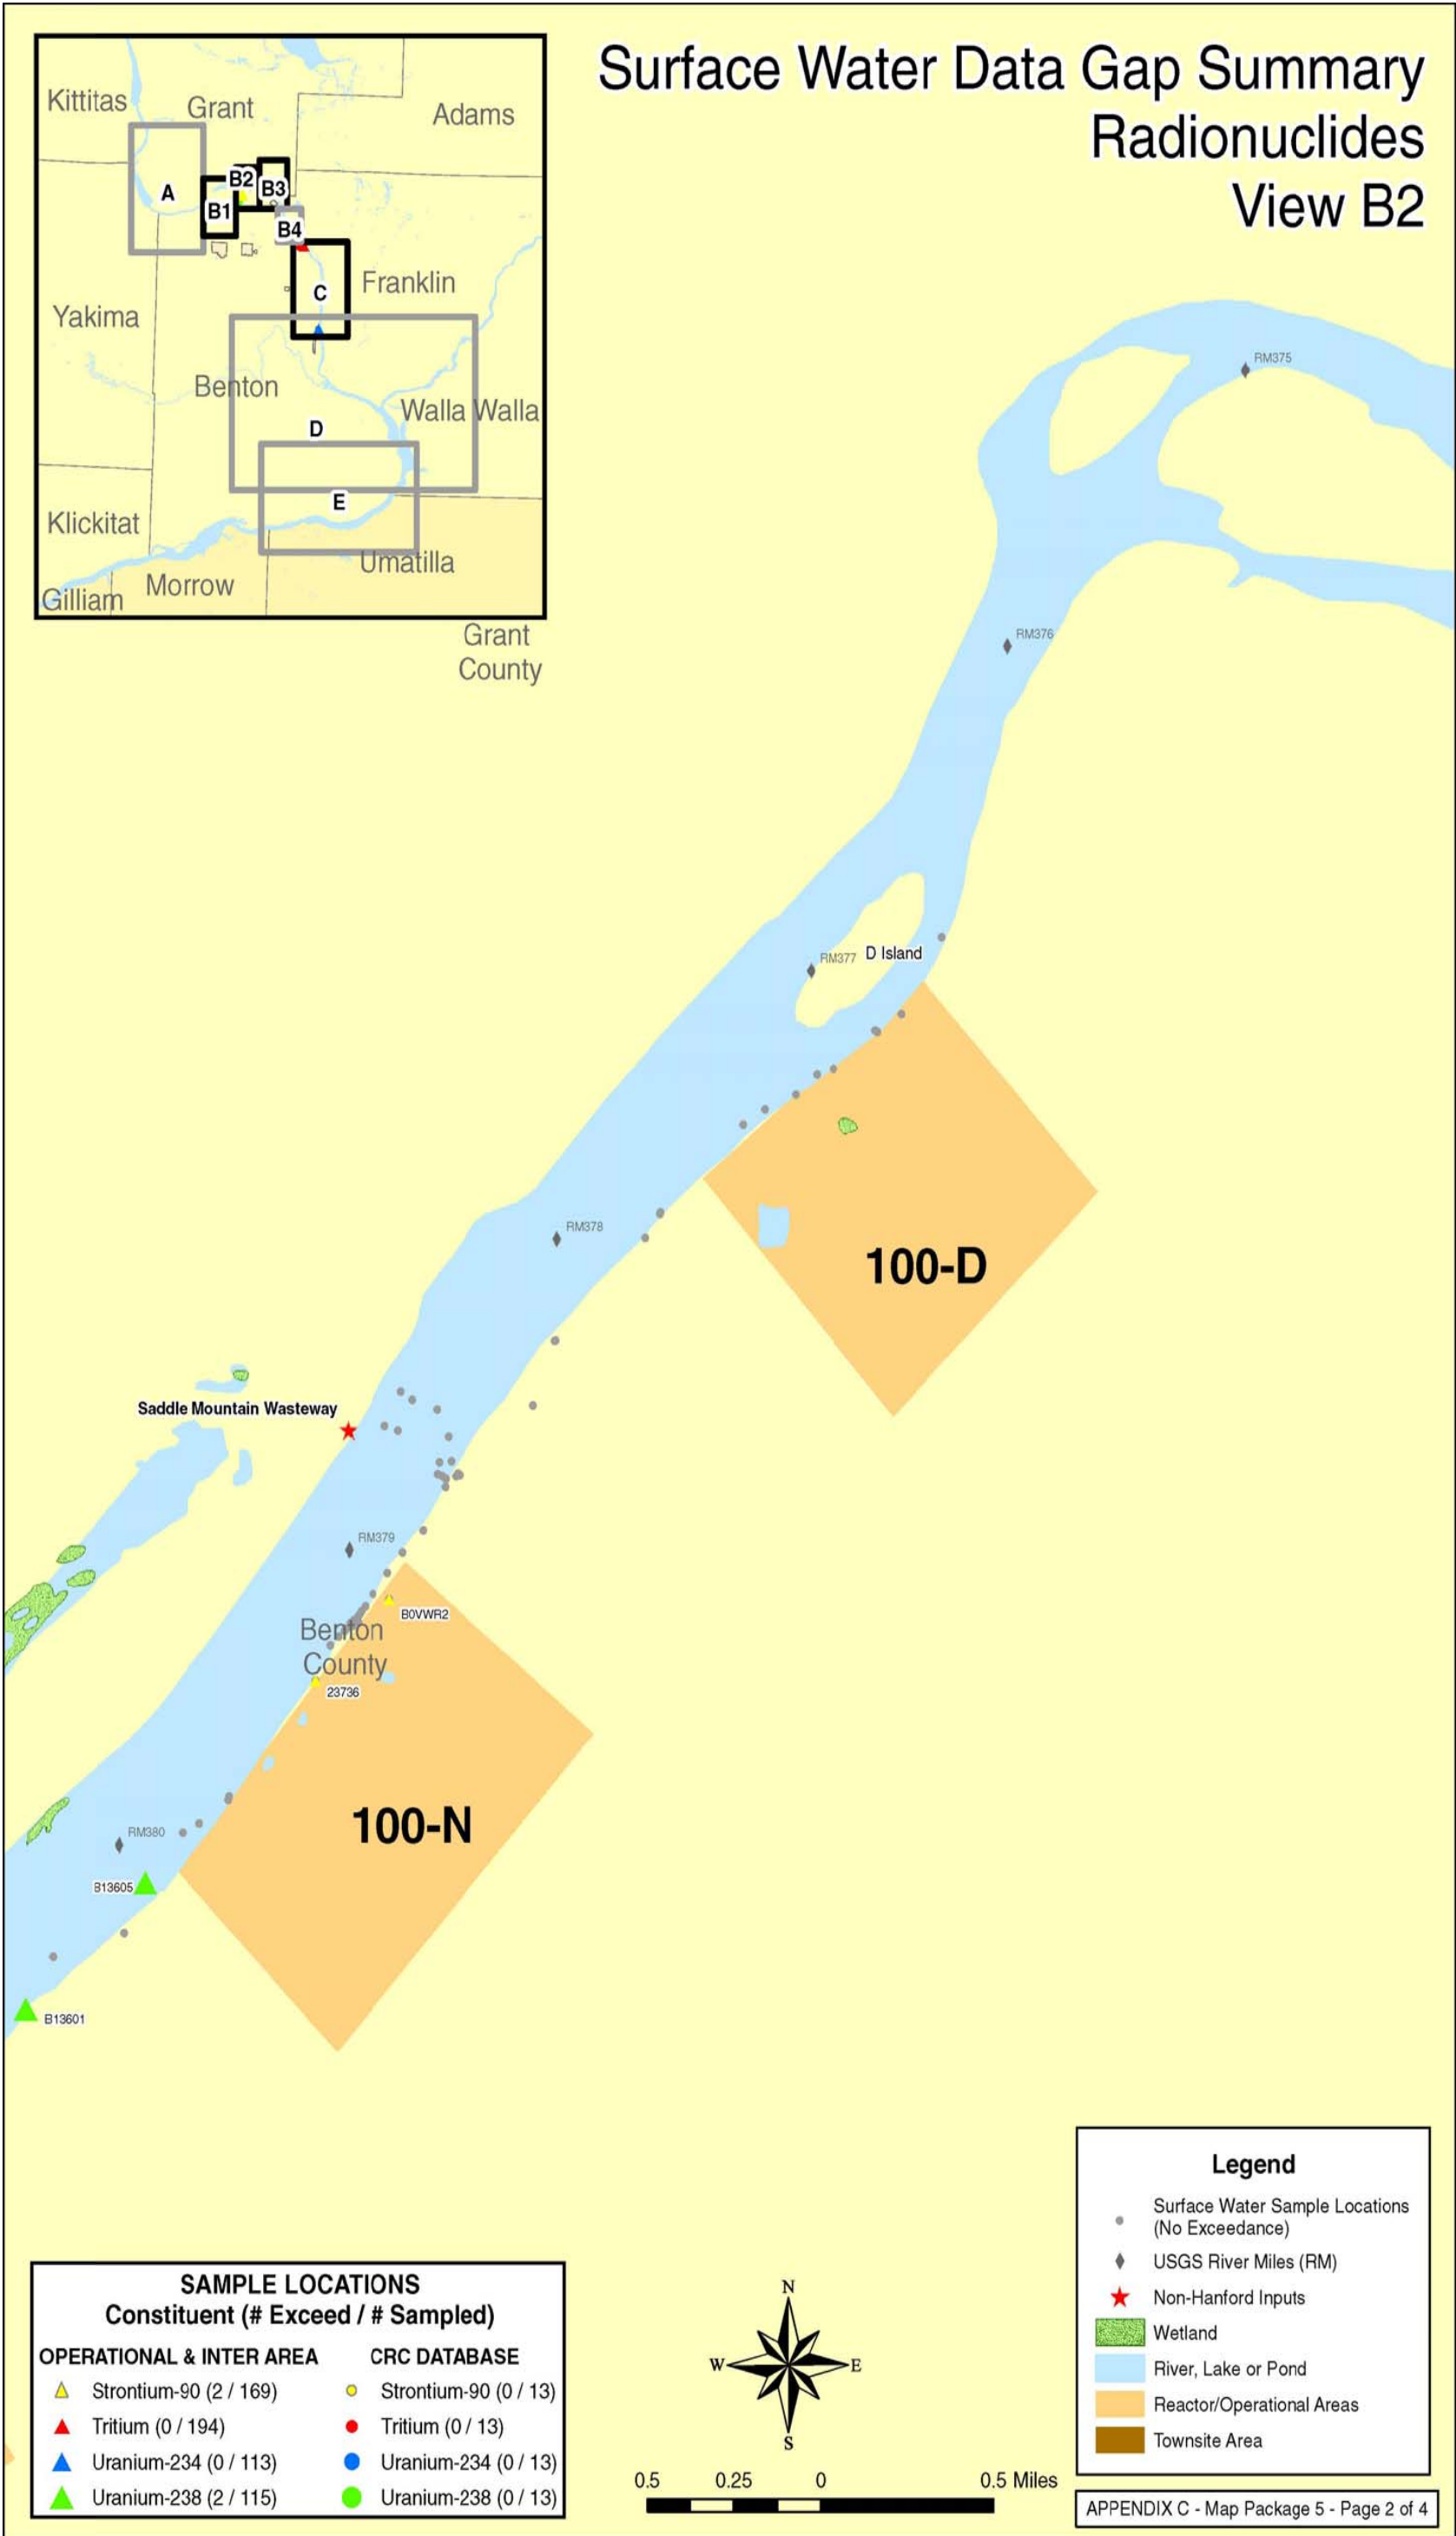 Surface Water Data Gap Summary
Radionuclides
View B2
Kittitas
Grant
Adams
A
B2
B3
B1
B4
C
Franklin
Yakima
Benton
Walla Walla
D
E
Klickitat
Umatilla
Morrow
Gilliam
Grant
County
RM375
RM376
RM377
D Island
RM378
100-D
Saddle Mountain Wasteway
RM379
B0VWR2
Benton
County
23736
100-N
RM380
B13605
B13601
Legend
Surface Water Sample Locations
(No Exceedance)
USGS River Miles (RM)
Non-Hanford Inputs
Wetland
River, Lake or Pond
Reactor/Operational Areas
Townsite Area
SAMPLE LOCATIONS
Constituent (# Exceed / # Sampled)
OPERATIONAL & INTER AREA
Strontium-90 (2 / 169)
Tritium (0 / 194)
Uranium-234 (0 / 113)
Uranium-238 (2 / 115)
CRC DATABASE
Strontium-90 (0 / 13)
Tritium (0 / 13)
Uranium-234 (0 / 13)
Uranium-238 (0 / 13)
N
W
E
S
0.5 0.25 0 0.5 Miles
APPENDIX C - Map Package 5 - Page 2 of 4